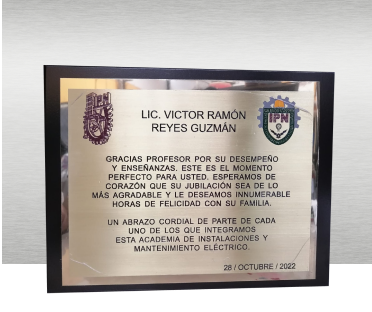 IPN
LIC. VICTOR RAMÓN
REYES GUZMÁN
IPN
GRACIAS PROFESOR POR SU DESEMPEÑO
Y ENSEÑANZAS. ESTE ES EL MOMENTO
PERFECTO PARA USTED. ESPERAMOS DE
CORAZÓN QUE SU JUBILACIÓN SEA DE LO
MÁS AGRADABLE Y LE DESEAMOS INNUMERABLE
HORAS DE FELICIDAD CON SU FAMILIA.
UN ABRAZO CORDIAL DE PARTE DE CADA
UNO DE LOS QUE INTEGRAMOS
ESTA ACADEMIA DE INSTALACIONES Y
MANTENIMIENTO ELÉCTRICO.
28 / OCTUBRE / 2022